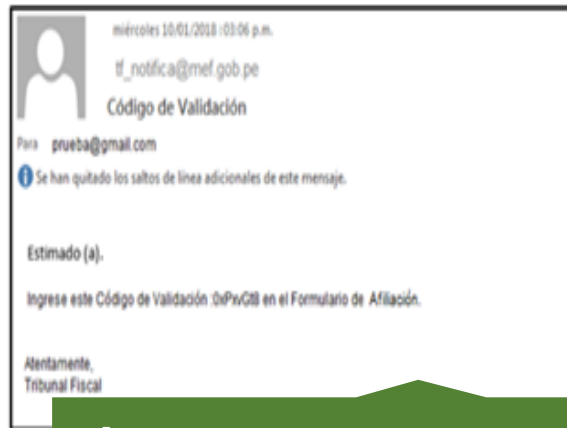 miércoles 10/01/2018 :03:06 p.m.
tf_notifica@mef.gob.pe
Código de Validación
Para prueba@gmail.com
Se han quitado los saltos de línea adicionales de este mensaje.
Estimado (a).
Ingrese este Código de Validación en el Formulario de Afiliación.
Atentamente,
Tribunal Fiscal